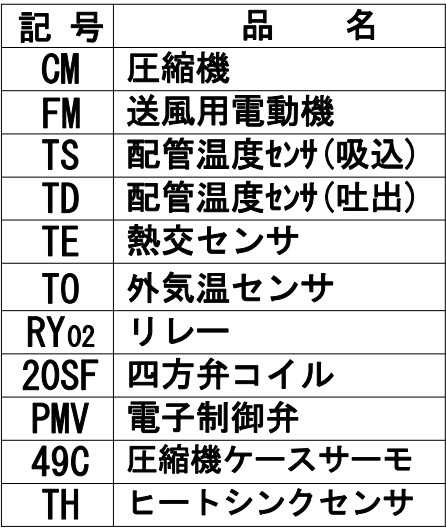 記号 品名
CM 圧縮機
FM 送風用電動機
TS 配管温度ｾﾝｻ(吸込)
TD 配管温度ｾﾝｻ(吐出)
TE 熱交センサ
TO 外気温センサ
RY02 リレー
20SF 四方弁コイル
PMV 電子制御弁
49C 圧縮機ケースサーモ
TH ヒートシンクセンサ